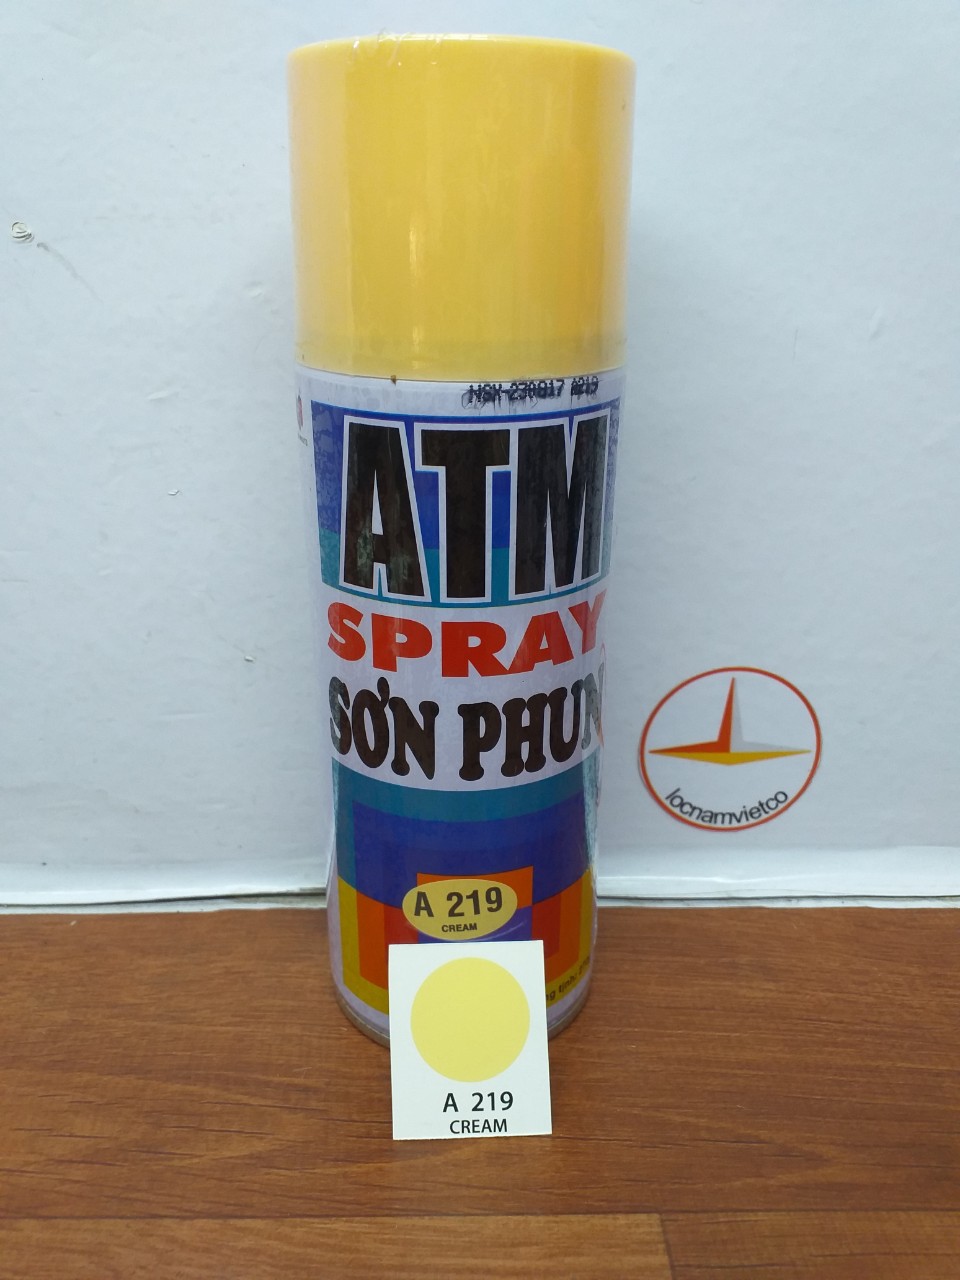 ATM
SPRAY
SƠN PHUN
A 219
CREAM
A 219
CREAM
locnamvietco